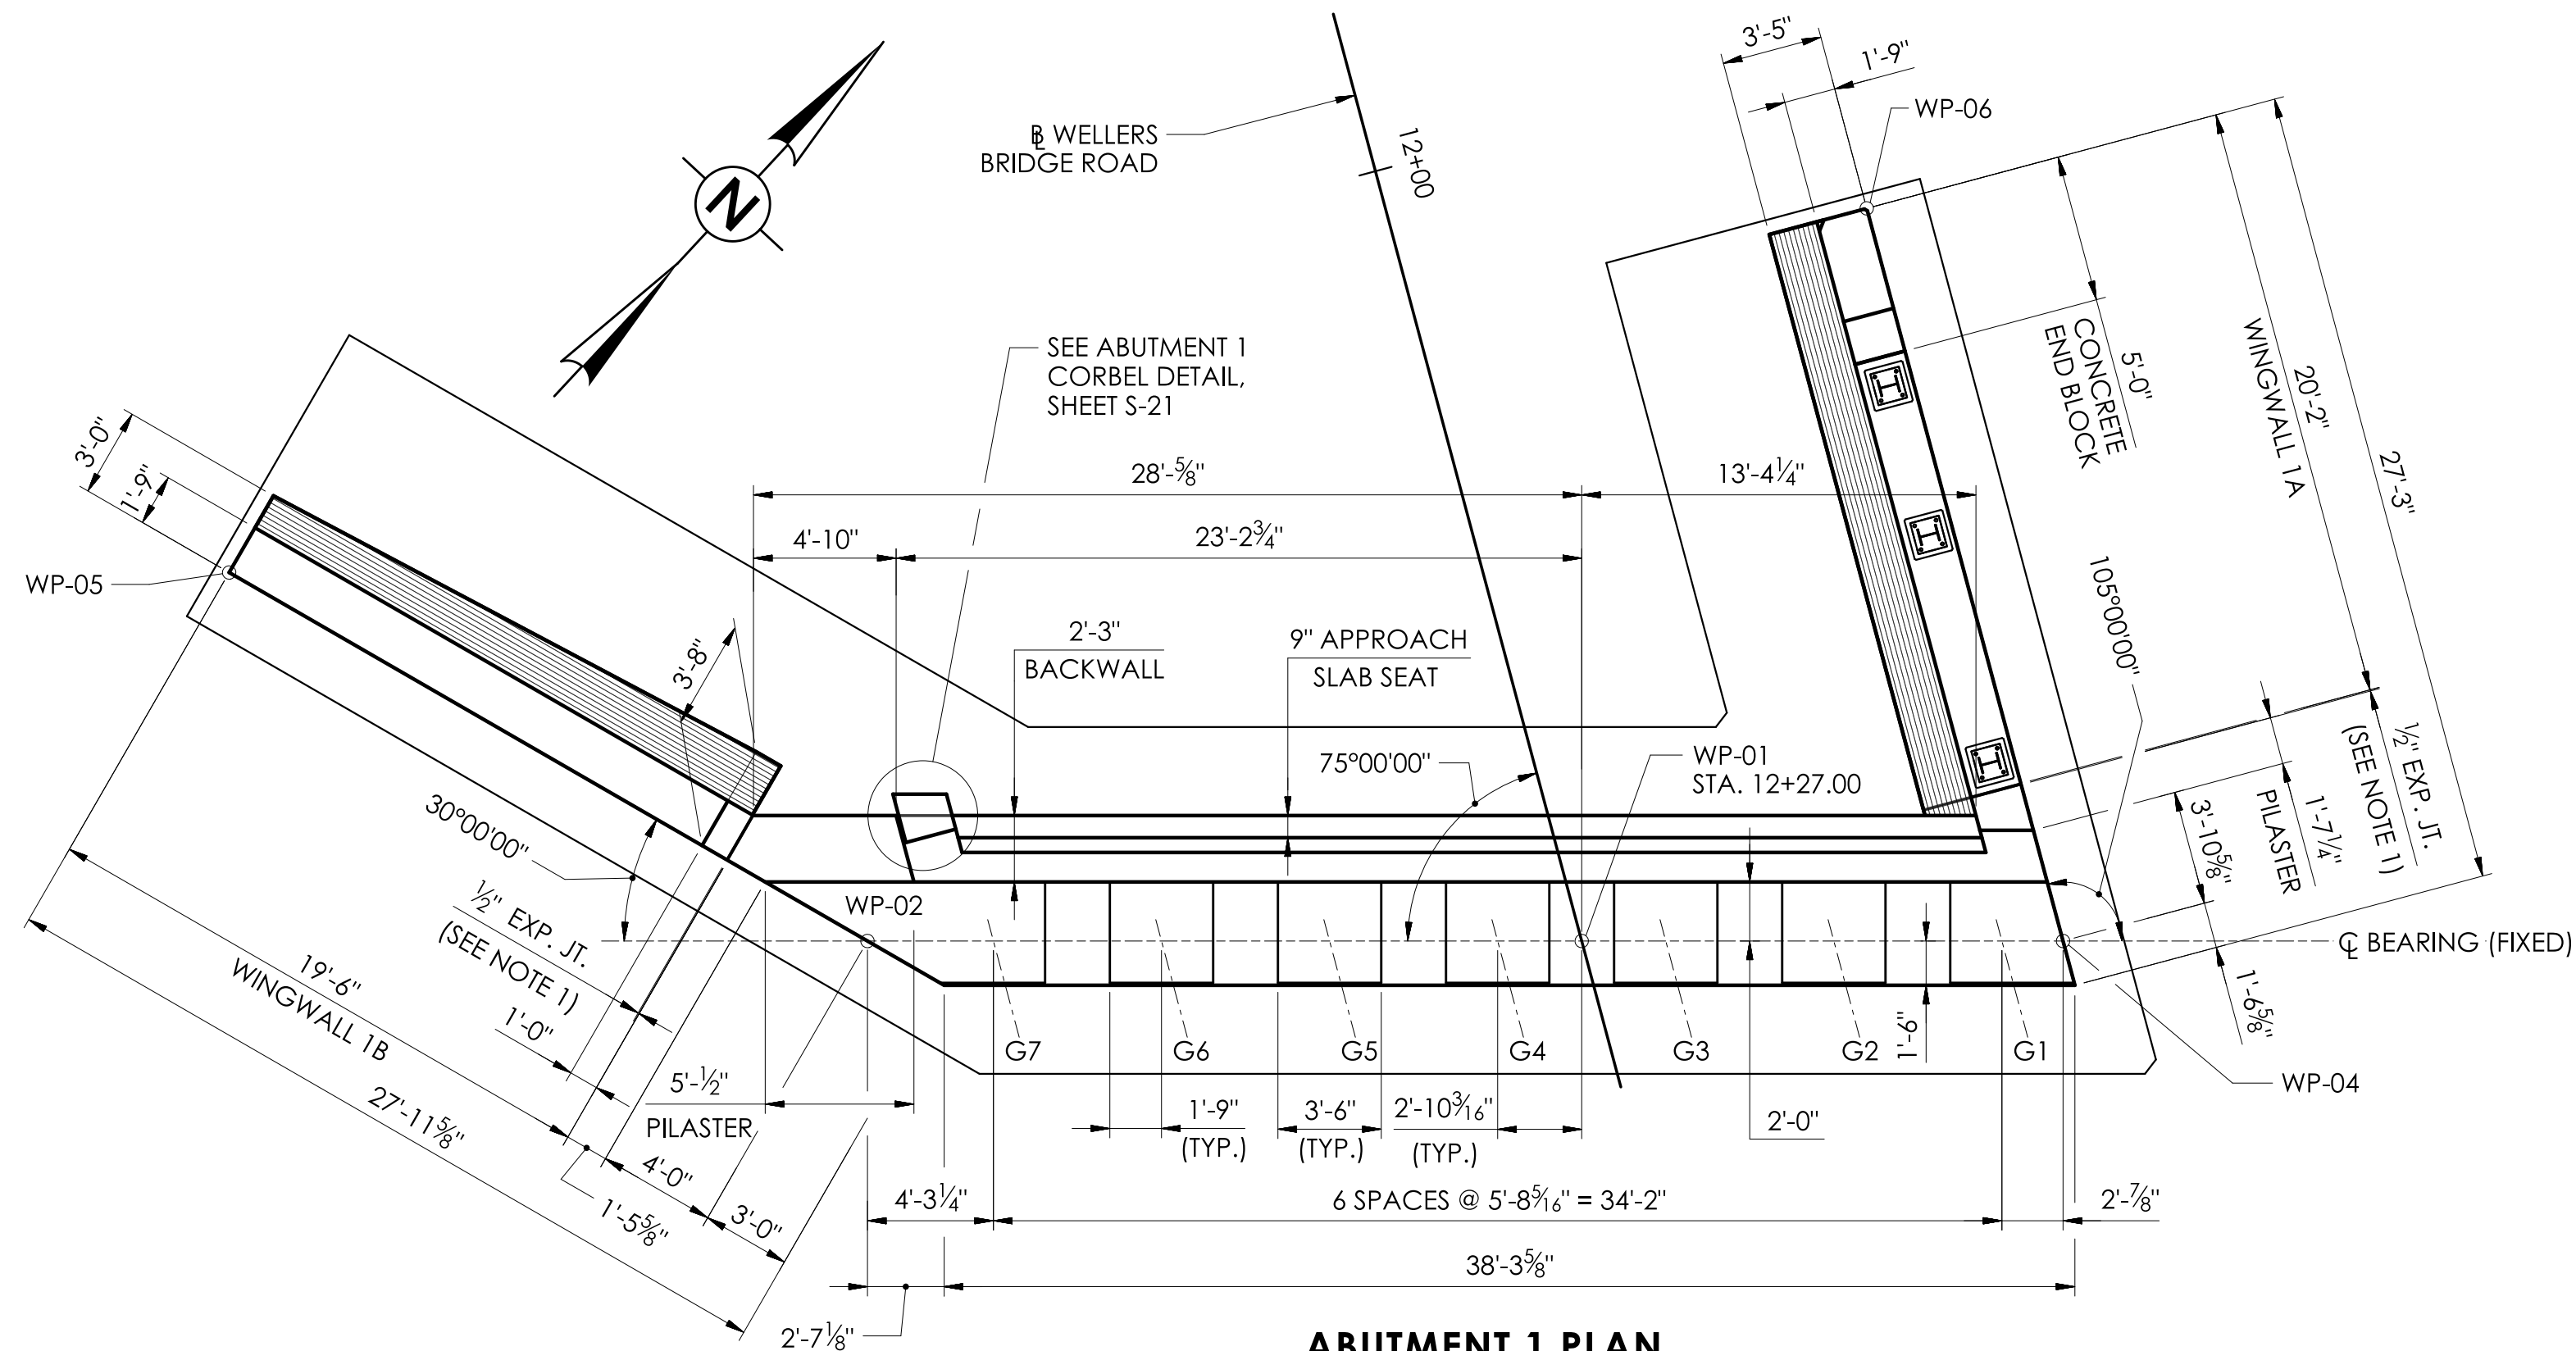 3'-5"
1'-9"
WP-06
℄ WELLERS
BRIDGE ROAD
12+00
N
SEE ABUTMENT 1
CORBEL DETAIL,
SHEET S-21
5'-0"
CONCRETE
END BLOCK
20'-2"
WINGWALL 1A
27'-3"
3'-0"
1'-9"
28'-⅝"
13'-4¼"
4'-10"
23'-2¾"
WP-05
105°00'00"
3'-8"
2'-3"
BACKWALL
9" APPROACH
SLAB SEAT
75°00'00"
WP-01
STA. 12+27.00
½" EXP. JT.
(SEE NOTE 1)
1'-7¼"
PILASTER
3'-10⅝"
30°00'00"
WP-02
℄ BEARING (FIXED)
½" EXP. JT.
(SEE NOTE 1)
19'-6"
WINGWALL 1B
1'-6⅝"
1'-6"
G7
G6
G5
G4
G3
G2
G1
1'-0"
WP-04
27'-11⅝"
5'-½"
PILASTER
1'-9"
(TYP.)
3'-6"
(TYP.)
2'-10³⁄₁₆"
(TYP.)
2'-0"
4'-0"
1'-5⅝"
3'-0"
4'-3¼"
6 SPACES @ 5'-8⁵⁄₁₆" = 34'-2"
2'-⅞"
38'-3⅝"
2'-7⅛"
ABUTMENT 1 PLAN